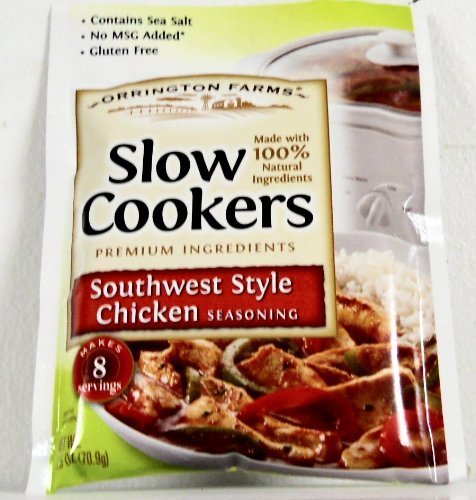 • Contains Sea Salt
• No MSG Added*
• Gluten Free
ORRINGTON FARMS®
Made with
100%
Natural
Ingredients
Slow
Cookers
PREMIUM INGREDIENTS
Southwest Style
Chicken SEASONING
MAKES
8
servings
OZ (70.9g)